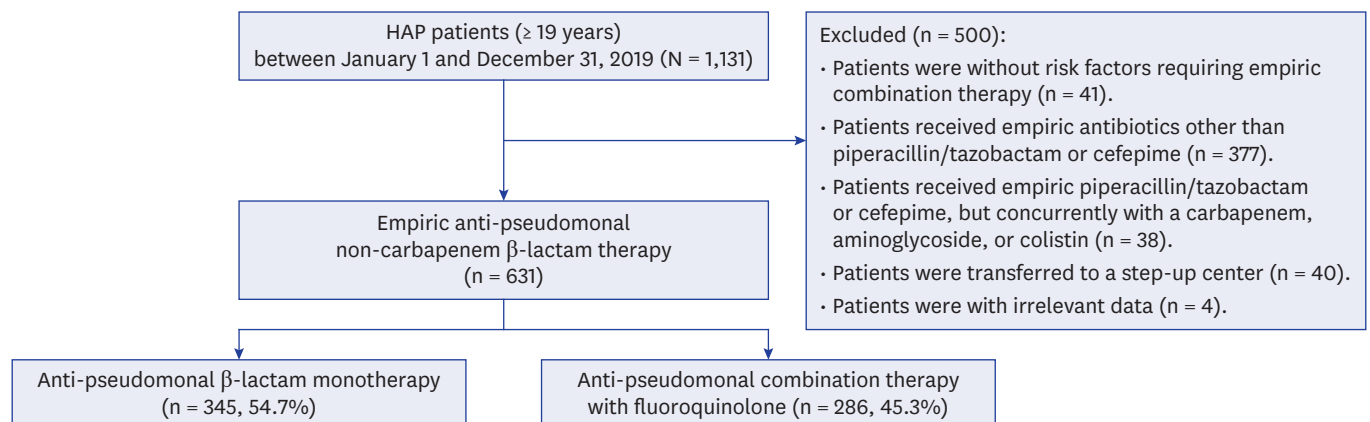 HAP patients (≥ 19 years)
between January 1 and December 31, 2019 (N = 1,131)
Excluded (n = 500):
· Patients were without risk factors requiring empiric
combination therapy (n = 41).
· Patients received empiric antibiotics other than
piperacillin/tazobactam or cefepime (n = 377).
· Patients received empiric piperacillin/tazobactam
or cefepime, but concurrently with a carbapenem,
aminoglycoside, or colistin (n = 38).
· Patients were transferred to a step-up center (n = 40).
· Patients were with irrelevant data (n = 4).
Empiric anti-pseudomonal
non-carbapenem β-lactam therapy
(n = 631)
Anti-pseudomonal β-lactam monotherapy
(n = 345, 54.7%)
Anti-pseudomonal combination therapy
with fluoroquinolone (n = 286, 45.3%)